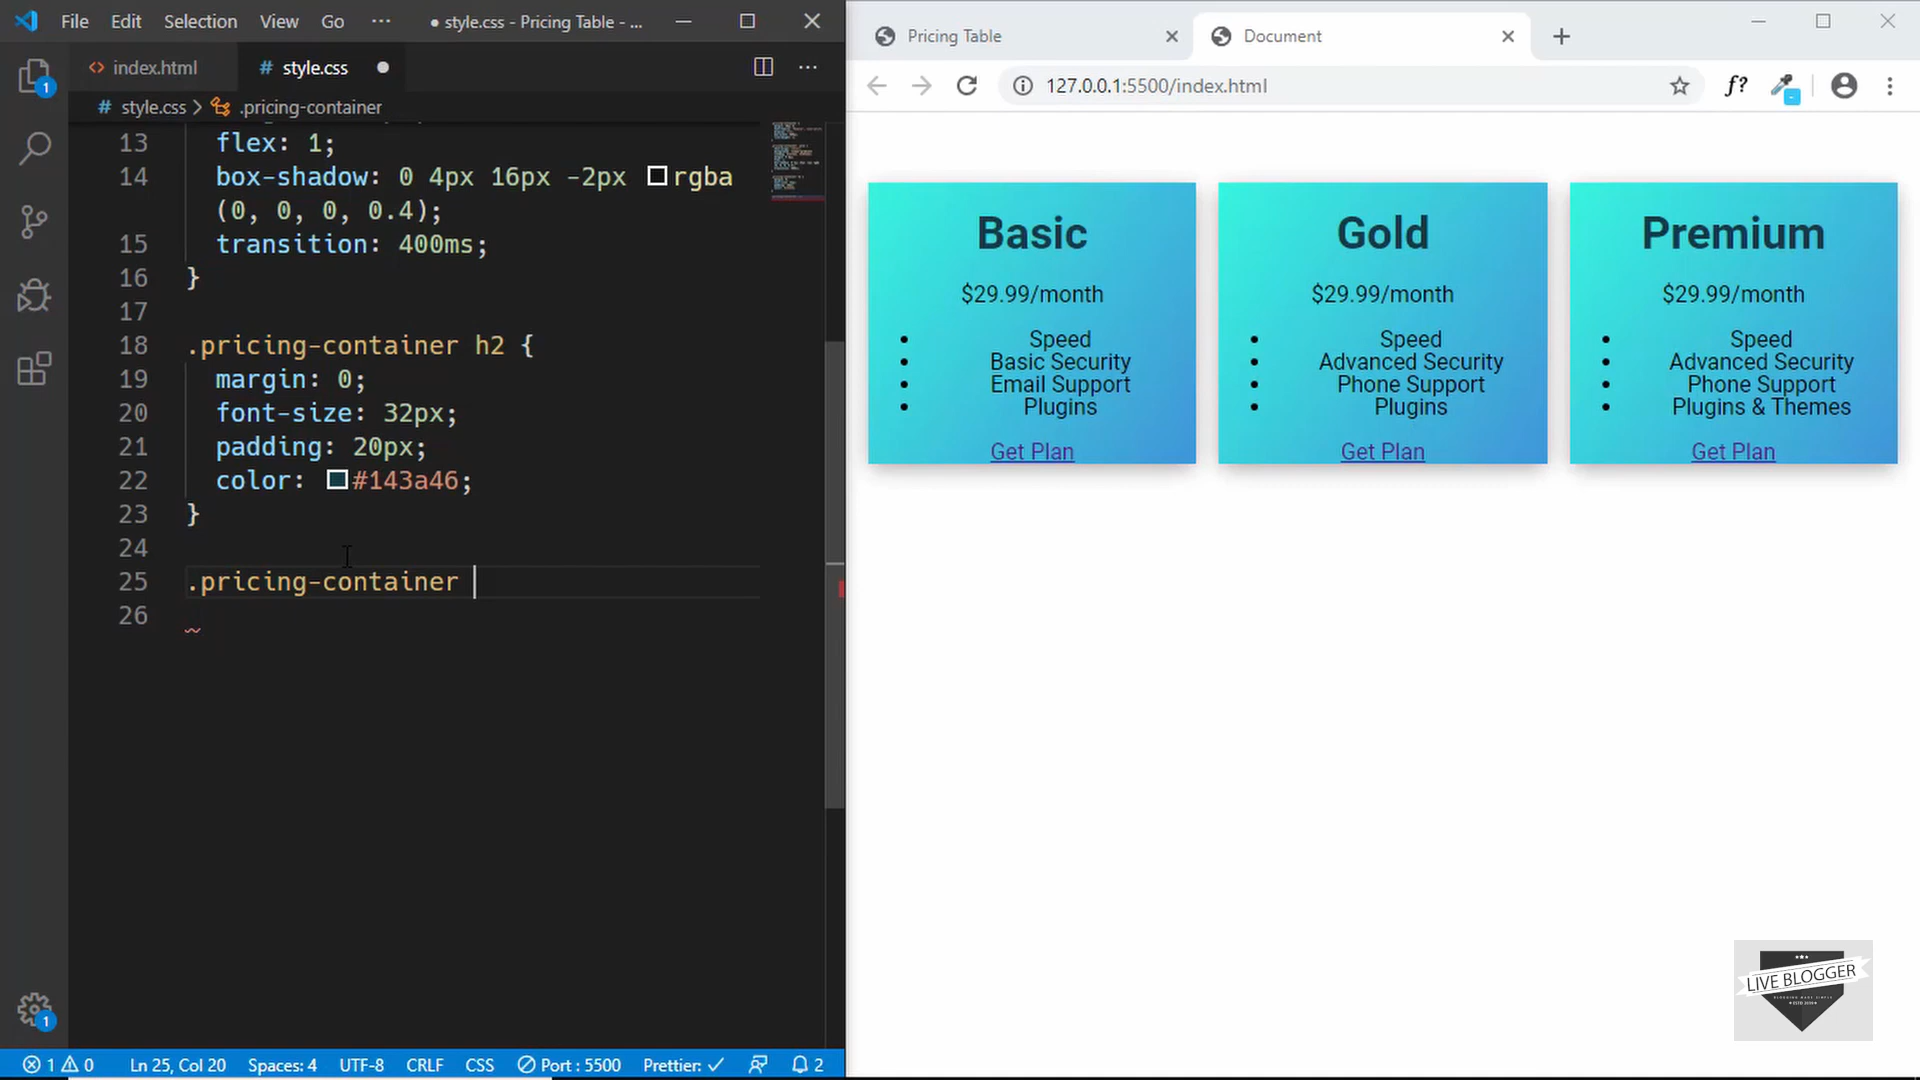 File Edit Selection View Go ··· ● style.css - Pricing Table - ...
index.html style.css
style.css > .pricing-container
13 flex: 1;
14 box-shadow: 0 4px 16px -2px rgba
(0, 0, 0, 0.4);
15 transition: 400ms;
16 }
17
18 .pricing-container h2 {
19 margin: 0;
20 font-size: 32px;
21 padding: 20px;
22 color: #143a46;
23 }
24
25 .pricing-container
26
1
1
1 0 Ln 25, Col 20 Spaces: 4 UTF-8 CRLF CSS Port : 5500 Prettier: ✓ 2
Pricing Table Document
127.0.0.1:5500/index.html f?
Basic
$29.99/month
• Speed
• Basic Security
• Email Support
• Plugins
Get Plan
Gold
$29.99/month
• Speed
• Advanced Security
• Phone Support
• Plugins
Get Plan
Premium
$29.99/month
• Speed
• Advanced Security
• Phone Support
• Plugins & Themes
Get Plan
LIVE BLOGGER